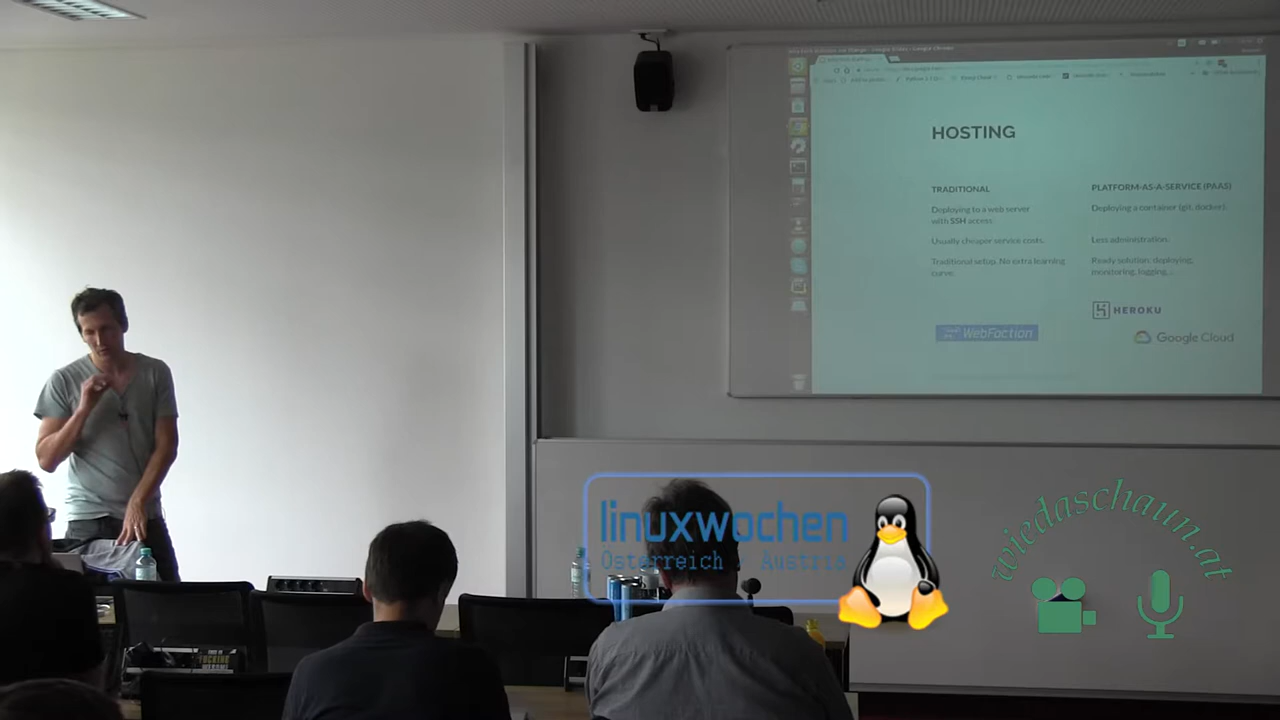 HOSTING
TRADITIONAL
Deploying to a web server
with SSH access.
Usually cheaper service costs.
Traditional setup. No extra learning
curve.
WebFaction
PLATFORM-AS-A-SERVICE (PAAS)
Deploying a container (git, docker).
Less administration.
Ready solution: deploying,
monitoring, logging,...
HEROKU
Google Cloud
linuxwochen
Österreich - Austria
wiedaschaun.at